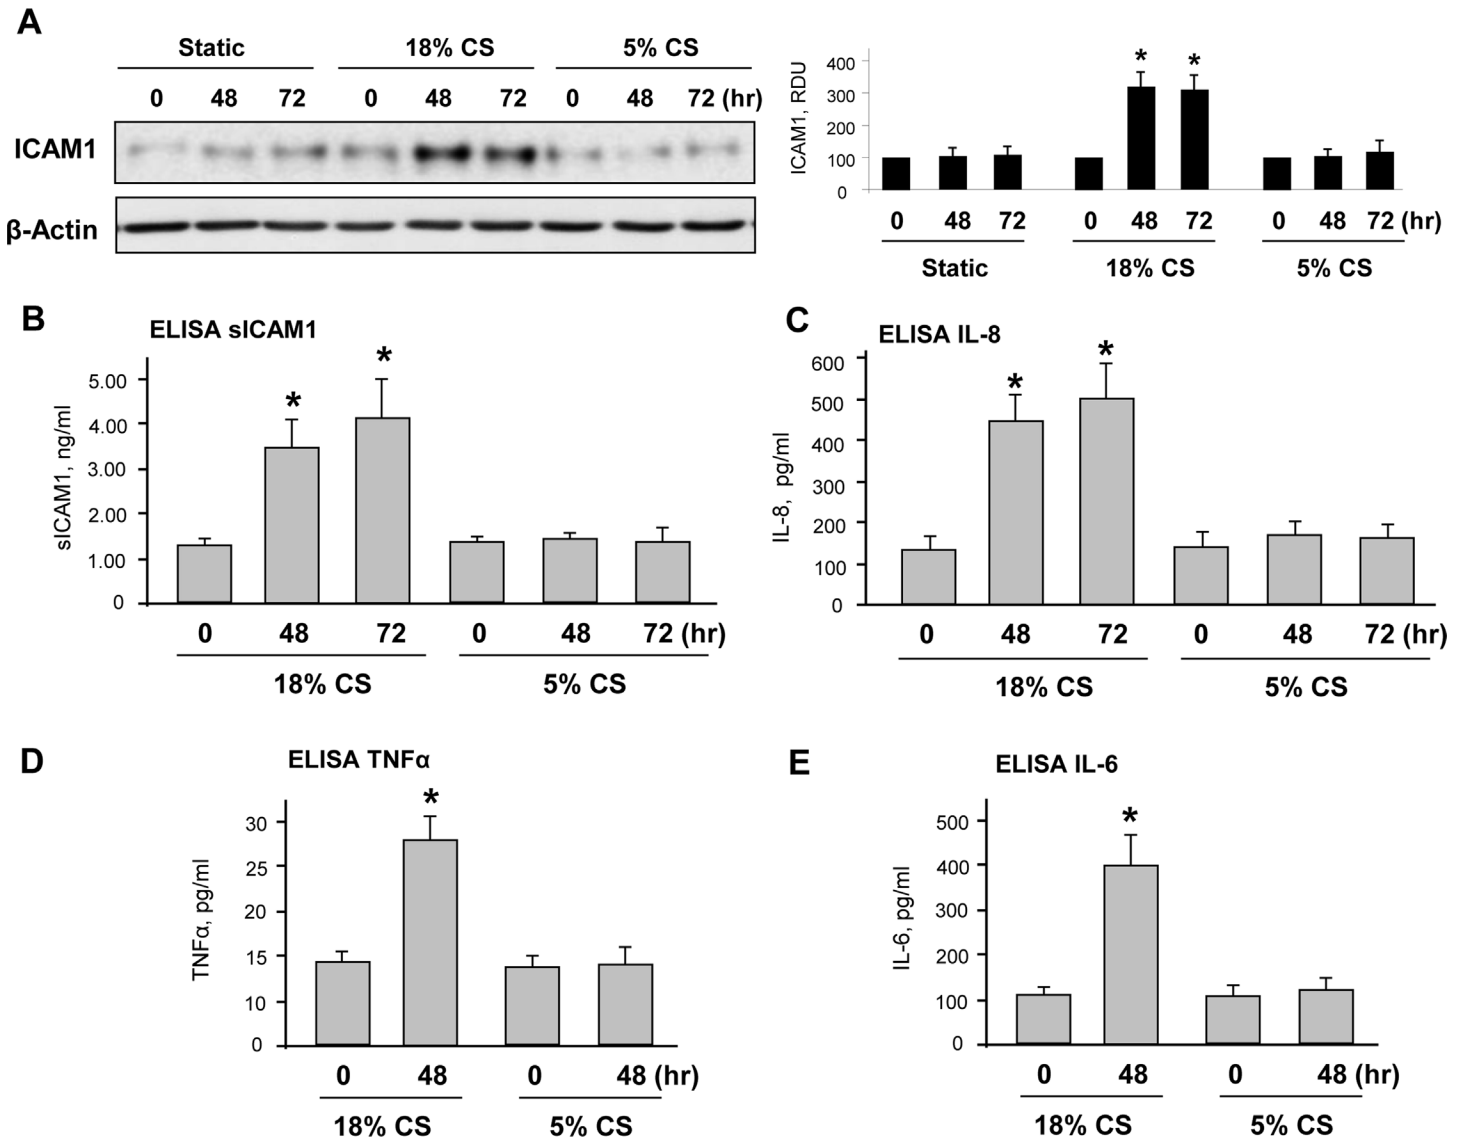 A
Static 18% CS 5% CS
0 48 72 0 48 72 0 48 72 (hr)
ICAM1
β-Actin
ICAM1, RDU
400
300
200
100
0
* *
0 48 72 0 48 72 0 48 72 (hr)
Static 18% CS 5% CS
B
ELISA sICAM1
sICAM1, ng/ml
5.00
4.00
3.00
2.00
1.00
0
* *
0 48 72 0 48 72 (hr)
18% CS 5% CS
C
ELISA IL-8
IL-8, pg/ml
600
500
400
300
200
100
0
* *
0 48 72 0 48 72 (hr)
18% CS 5% CS
D
ELISA TNFα
TNFα, pg/ml
30
25
20
15
10
0
*
0 48 0 48 (hr)
18% CS 5% CS
E
ELISA IL-6
IL-6, pg/ml
500
400
300
200
100
0
*
0 48 0 48 (hr)
18% CS 5% CS